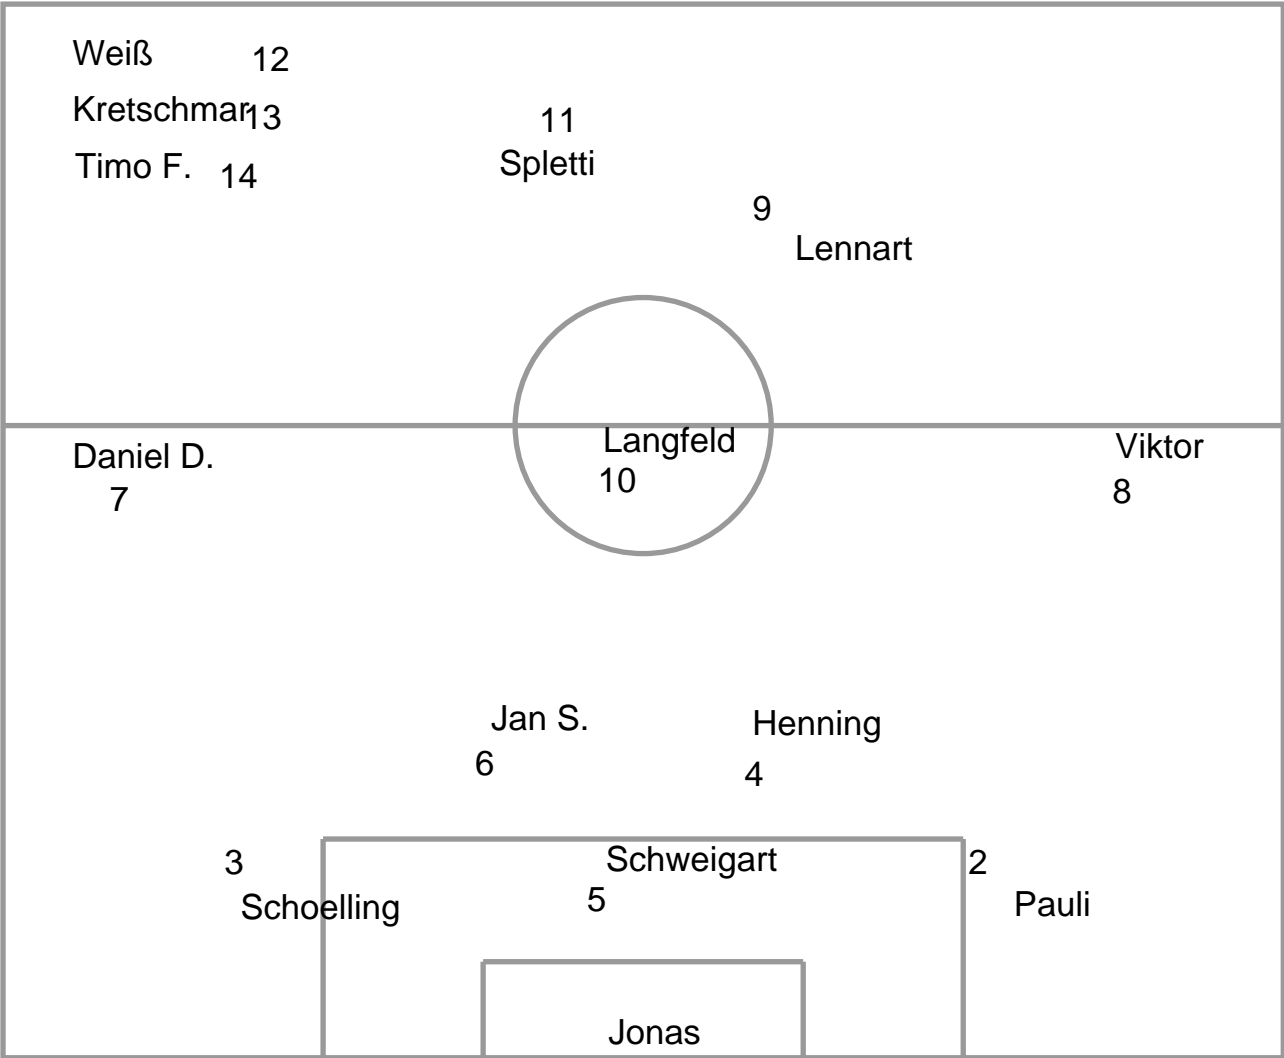 Weiß 12
Kretschmar 13
Timo F. 14
11
Spletti
9
Lennart
Daniel D.
7
Langfeld
10
Viktor
8
Jan S.
6
Henning
4
3
Schoelling
Schweigart
5
2
Pauli
Jonas